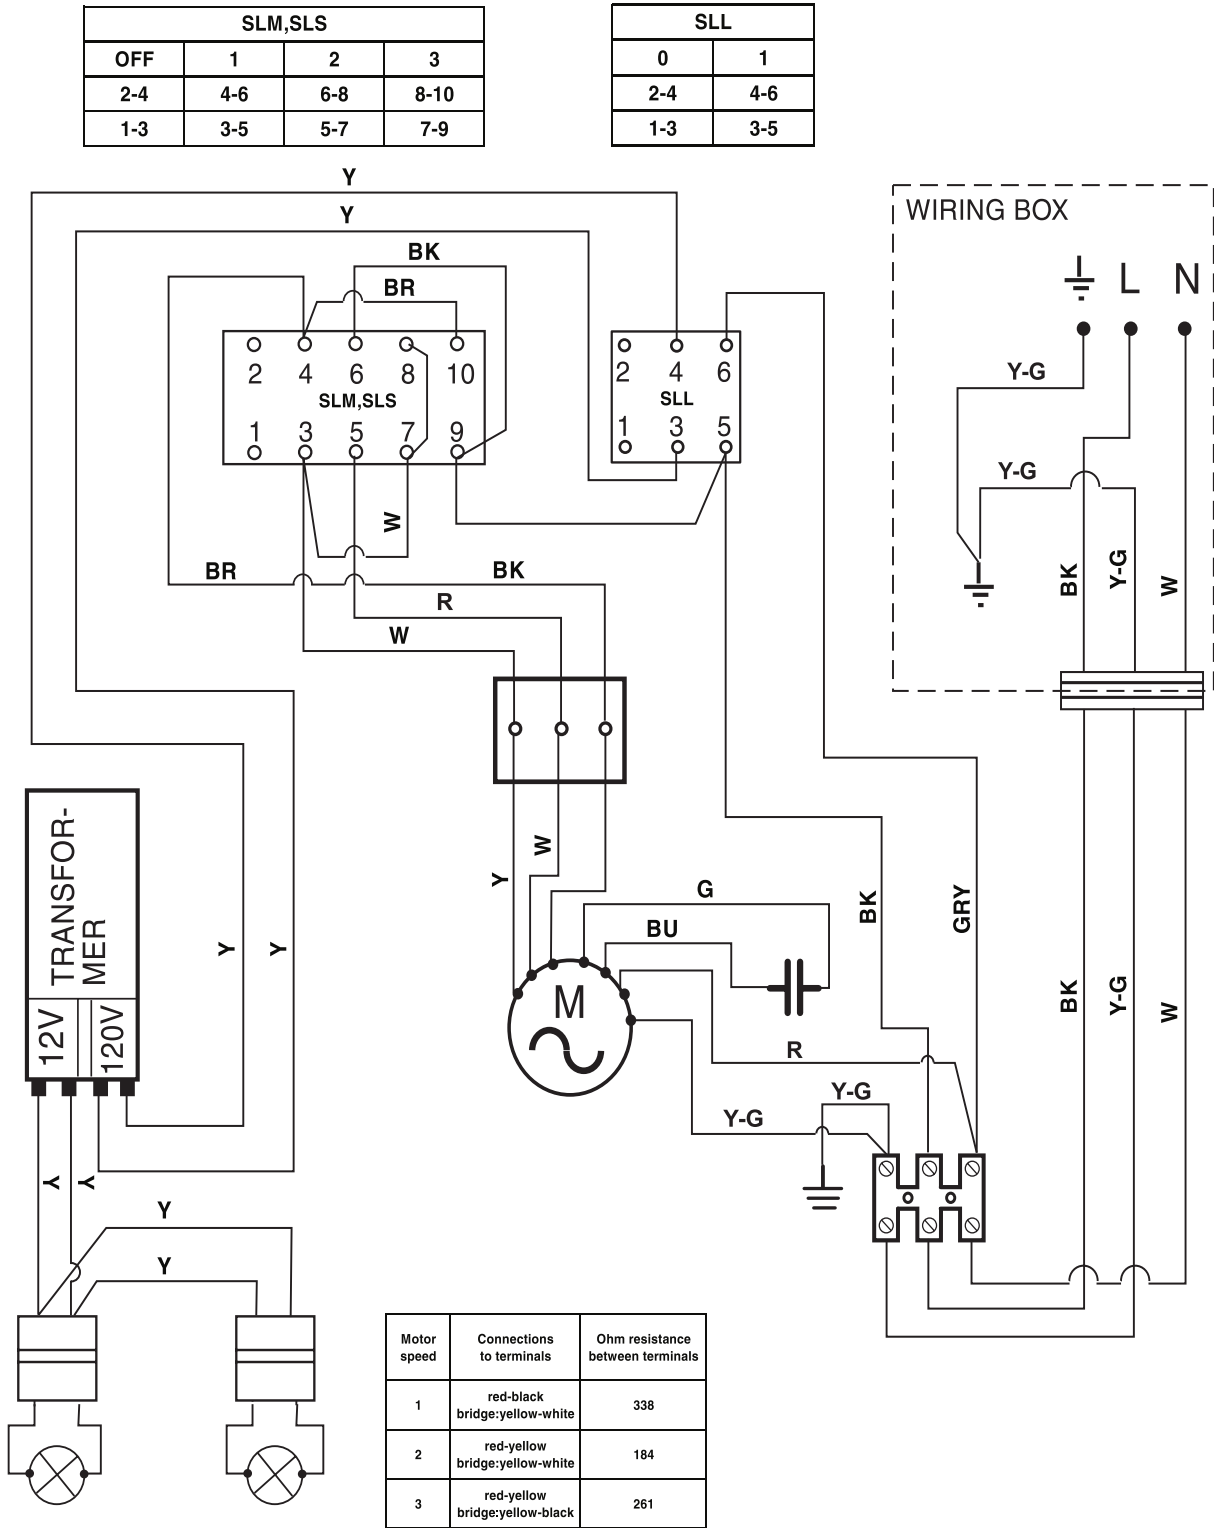 SLM,SLS
OFF 1 2 3
2-4 4-6 6-8 8-10
1-3 3-5 5-7 7-9
SLL
0 1
2-4 4-6
1-3 3-5
Y
Y
BK
BR
2 4 6 8 10
SLM,SLS
1 3 5 7 9
2 4 6
SLL
1 3 5
WIRING BOX
L N
Y-G
Y-G
BK
Y-G
W
W
BR
BK
R
W
TRANSFOR-
MER
12V
120V
Y
Y
Y
W
G
BU
M
R
Y-G
Y-G
BK
GRY
BK
Y-G
W
Y
Y
Y
Y
Motor
speed
Connections
to terminals
Ohm resistance
between terminals
1
red-black
bridge:yellow-white
338
2
red-yellow
bridge:yellow-white
184
3
red-yellow
bridge:yellow-black
261